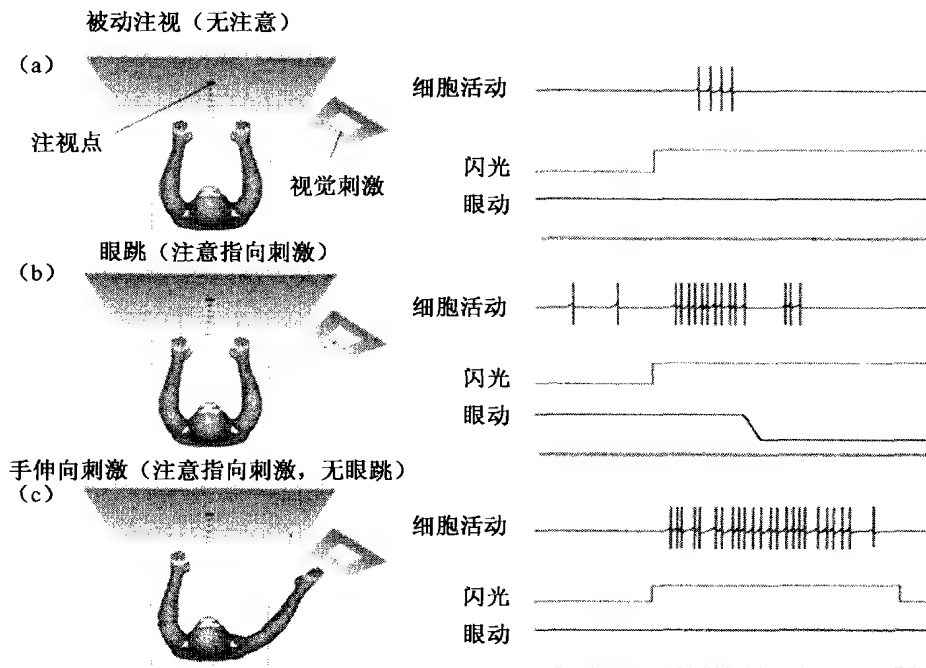 被动注视（无注意）
（a）
注视点
视觉刺激
细胞活动
闪光
眼动
眼跳（注意指向刺激）
（b）
细胞活动
闪光
眼动
手伸向刺激（注意指向刺激，无眼跳）
（c）
细胞活动
闪光
眼动